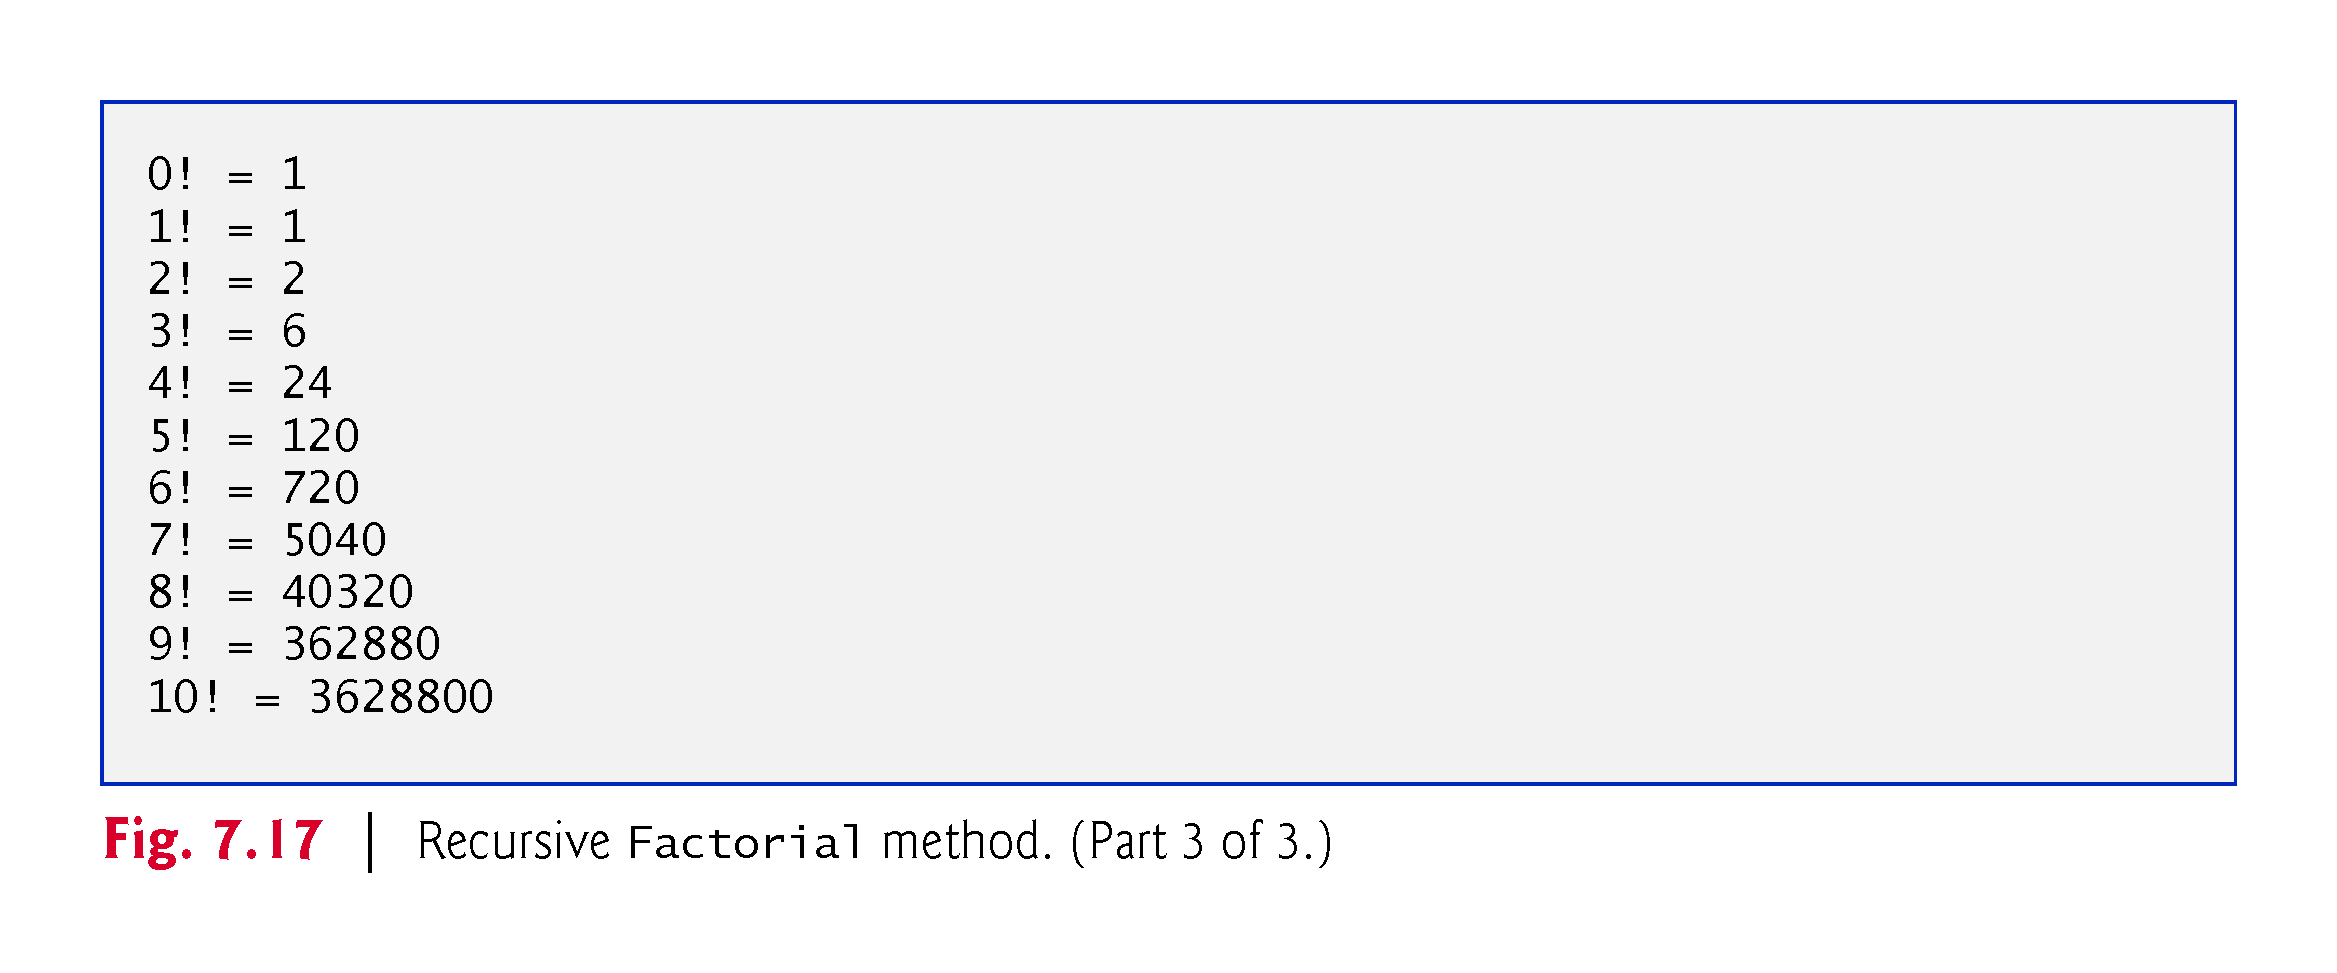 0! = 1
1! = 1
2! = 2
3! = 6
4! = 24
5! = 120
6! = 720
7! = 5040
8! = 40320
9! = 362880
10! = 3628800
Fig. 7.17 | Recursive Factorial method. (Part 3 of 3.)